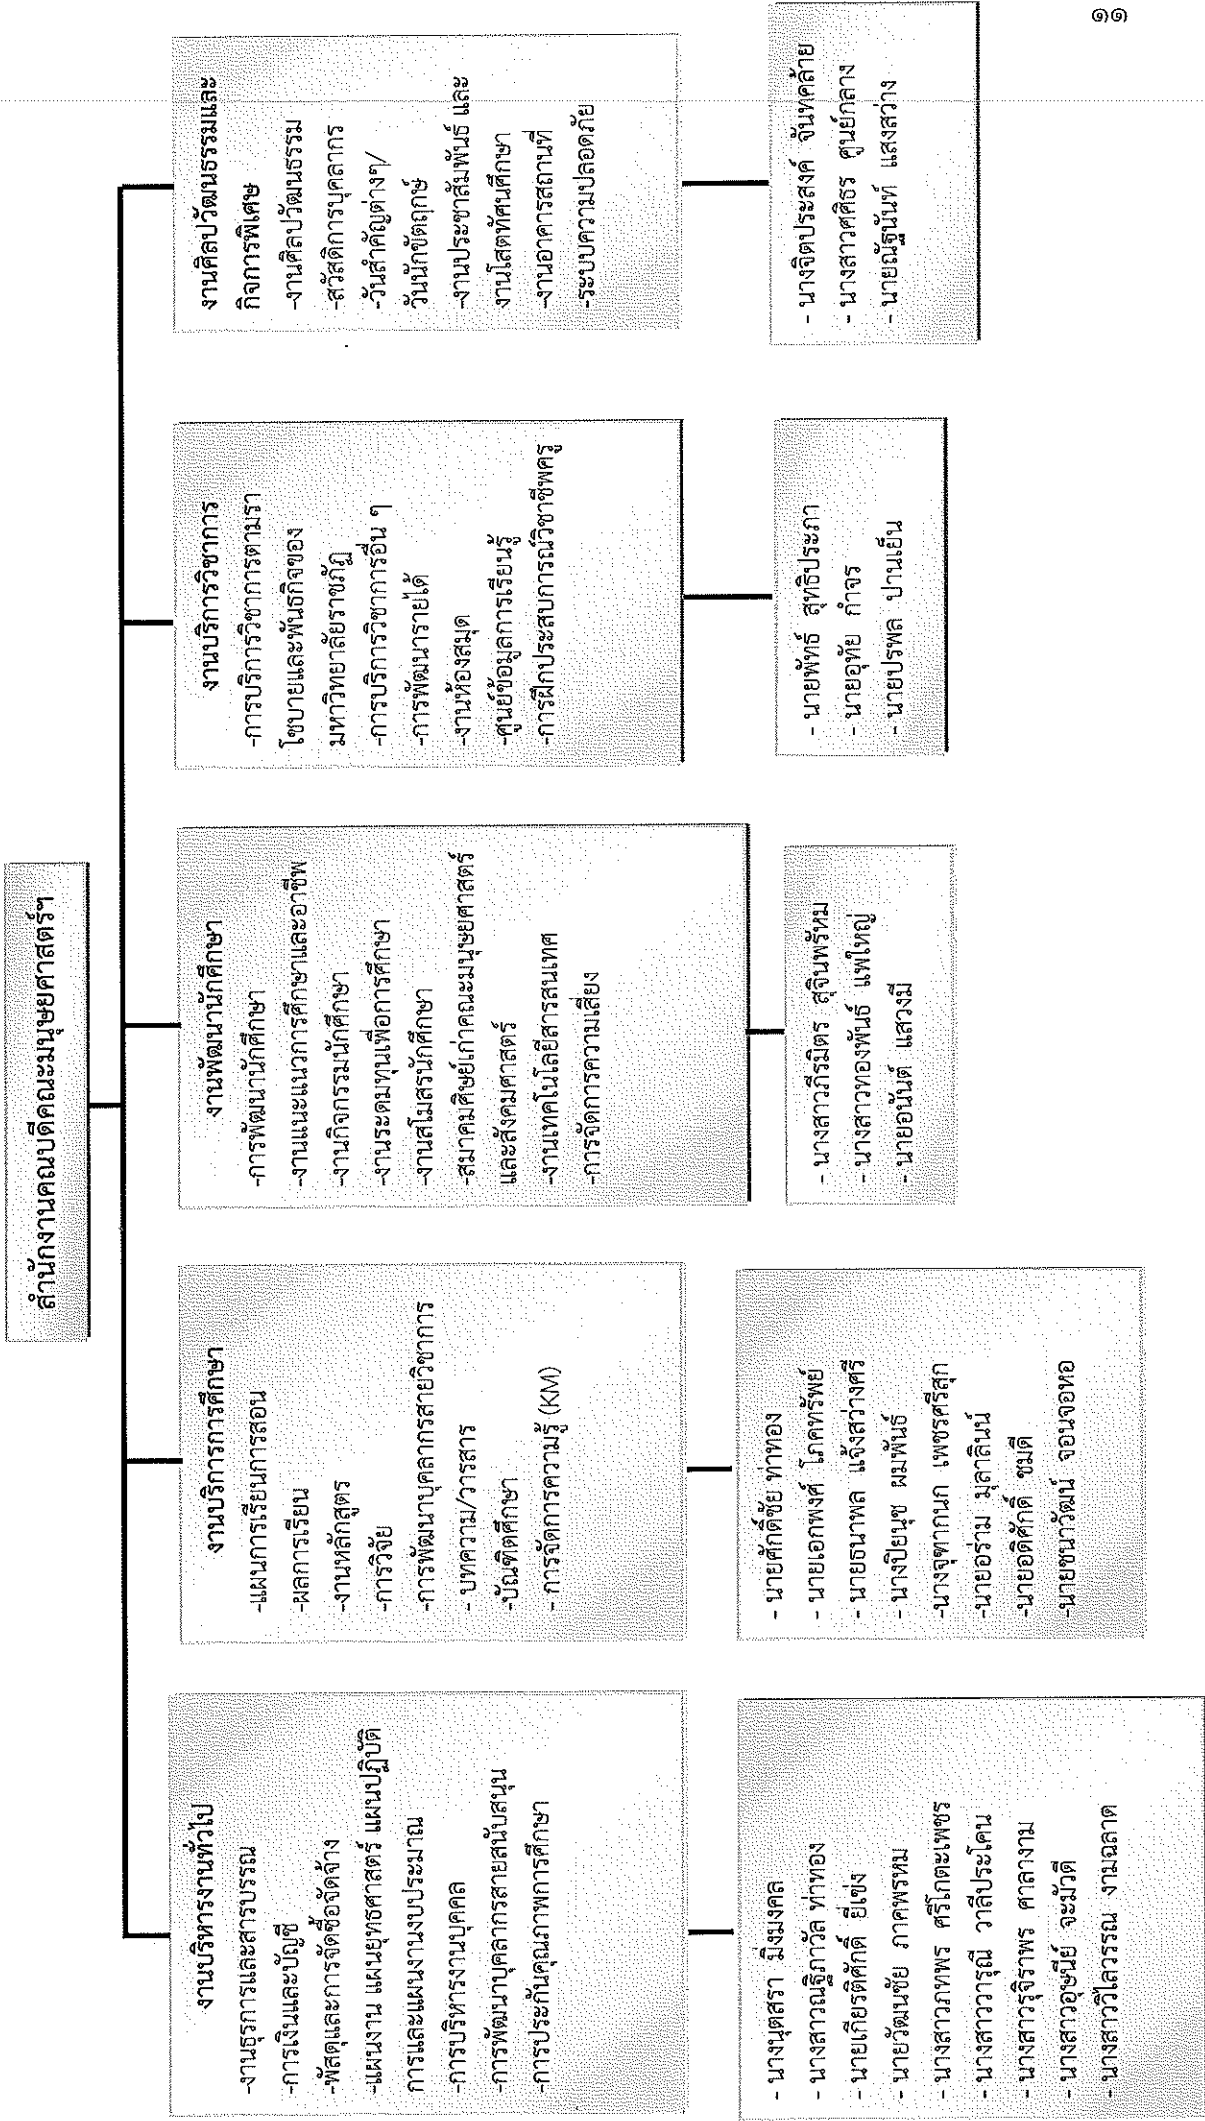 สำนักงานคณบดีคณะมนุษยศาสตร์ฯ
งานบริหารงานทั่วไป
-งานธุรการและสารบรรณ
-การเงินและบัญชี
-พัสดุและการจัดซื้อจัดจ้าง
-แผนงาน แผนยุทธศาสตร์ แผนปฏิบัติ
การและแผนงานงบประมาณ
-การบริหารงานบุคคล
-การพัฒนาบุคลากรสายสนับสนุน
-การประกันคุณภาพการศึกษา
- นางนุตสรา มิ่งมงคล
- นางสาวณฐิภาวัล ท่าทอง
- นายเกียรติศักดิ์ ยี่เข่ง
- นายวัฒนชัย ภาคพรหม
- นางสาวภทพร ศรีโกตะเพชร
- นางสาววารุณี วาลีประโคน
- นางสาวรุจิราพร ศาลางาม
- นางสาวอุษนีย์ จะมัวดี
- นางสาววิไลวรรณ งามฉลาด
งานบริการการศึกษา
-แผนการเรียนการสอน
-ผลการเรียน
-งานหลักสูตร
-การวิจัย
-การพัฒนาบุคลากรสายวิชาการ
- บทความ/วารสาร
-บัณฑิตศึกษา
- การจัดการความรู้ (KM)
- นายศักดิ์ชัย ท่าทอง
- นายเอกพงศ์ โภคทรัพย์
- นายธนาพล แจ้งสว่างศรี
- นางปิยนุช ผมพันธ์
-นางจุฑากนก เพชรศรีสุก
-นายอร่าม มุลาลินน์
-นายอดิศักดิ์ ชมดี
-นายชนาวัฒน์ จอนจอหอ
งานพัฒนานักศึกษา
-การพัฒนานักศึกษา
-งานแนะแนวการศึกษาและอาชีพ
-งานกิจกรรมนักศึกษา
-งานระดมทุนเพื่อการศึกษา
-งานสโมสรนักศึกษา
-สมาคมศิษย์เก่าคณะมนุษยศาสตร์
และสังคมศาสตร์
-งานเทคโนโลยีสารสนเทศ
-การจัดการความเสี่ยง
- นางสาวภีรมิตร สุจินพรัหม
- นางสาวทองพันธ์ แพใหญ่
- นายอนันต์ แสวงมี
งานบริการวิชาการ
-การบริการวิชาการตามรา
โชบายและพันธกิจของ
มหาวิทยาลัยราชภัฏ
-การบริการวิชาการอื่น ๆ
-การพัฒนารายได้
-งานห้องสมุด
-ศูนย์ข้อมูลการเรียนรู้
-การฝึกประสบการณ์วิชาชีพครู
- นายพัทธ์ สุทธิประภา
- นายอุทัย กำจร
- นายปรพล ปานเย็น
งานศิลปวัฒนธรรมและ
กิจการพิเศษ
-งานศิลปวัฒนธรรม
-สวัสดิการบุคลากร
-วันสำคัญต่างๆ/
วันนักขัตฤกษ์
-งานประชาสัมพันธ์ และ
งานโสตทัศนศึกษา
-งานอาคารสถานที่
-ระบบความปลอดภัย
- นางจิตประสงค์ จันทคล้าย
- นางสาวศศิธร ศูนย์กลาง
- นายณัฐนันท์ แสงสว่าง
๑๑